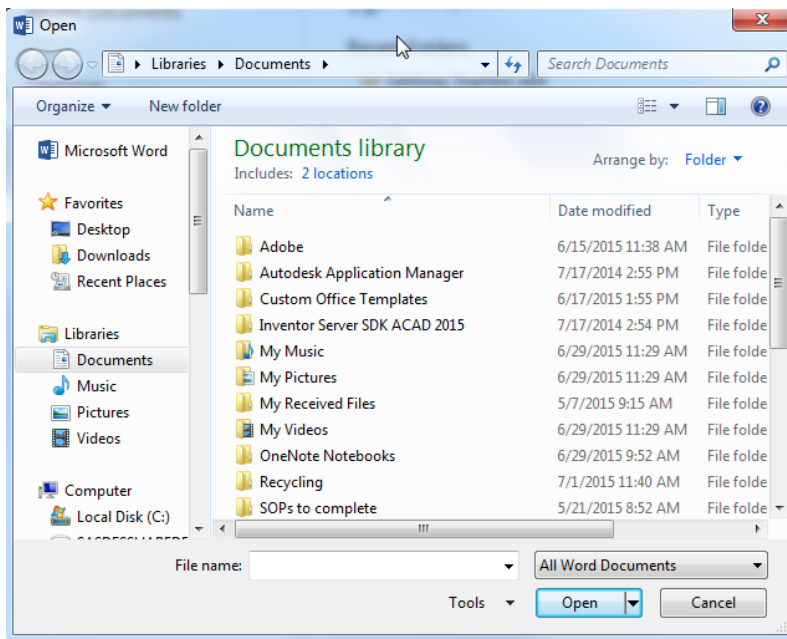 Open
Libraries Documents Search Documents
Organize New folder
Microsoft Word
Favorites
Desktop
Downloads
Recent Places
Libraries
Documents
Music
Pictures
Videos
Computer
Local Disk (C:)
Documents library
Includes: 2 locations
Arrange by: Folder
Name Date modified Type
Adobe 6/15/2015 11:38 AM File folde
Autodesk Application Manager 7/17/2014 2:55 PM File folde
Custom Office Templates 6/17/2015 1:55 PM File folde
Inventor Server SDK ACAD 2015 7/17/2014 2:54 PM File folde
My Music 6/29/2015 11:29 AM File folde
My Pictures 6/29/2015 11:29 AM File folde
My Received Files 5/7/2015 9:15 AM File folde
My Videos 6/29/2015 11:29 AM File folde
OneNote Notebooks 6/29/2015 9:52 AM File folde
Recycling 7/1/2015 11:40 AM File folde
SOPs to complete 5/21/2015 8:52 AM File folde
File name: All Word Documents
Tools Open Cancel